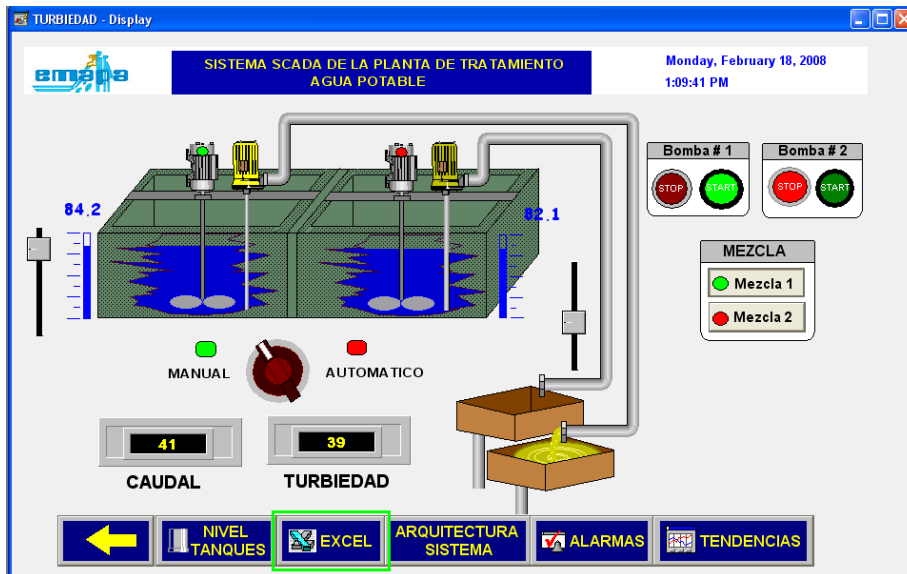 TURBIEDAD - Display
emapa
SISTEMA SCADA DE LA PLANTA DE TRATAMIENTO
AGUA POTABLE
Monday, February 18, 2008
1:09:41 PM
Bomba # 1
STOP
START
Bomba # 2
STOP
START
84.2
82.1
MEZCLA
Mezcla 1
Mezcla 2
MANUAL
AUTOMATICO
41
CAUDAL
39
TURBIEDAD
NIVEL
TANQUES
EXCEL
ARQUITECTURA
SISTEMA
ALARMAS
TENDENCIAS